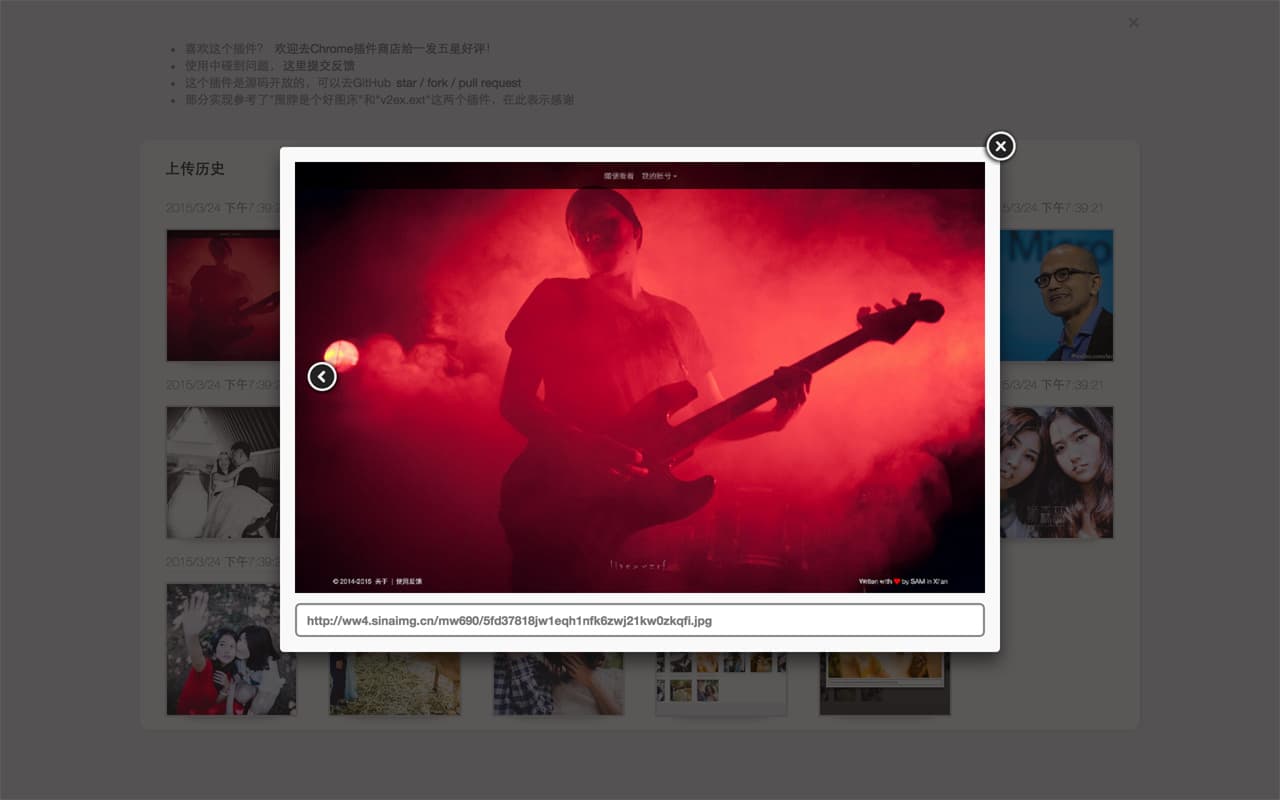 喜欢这个插件？ 欢迎去Chrome插件商店给一发五星好评！
使用中碰到问题，这里提交反馈
这个插件是源码开放的，可以去GitHub star / fork / pull request
部分实现参考了"围脖是个好图床"和"v2ex.ext"这两个插件，在此表示感谢
上传历史
2015/3/24 下午7:39:2
5/3/24 下午7:39:21
随便看看 我的账号
Micro
2015/3/24 下午7:39:2
5/3/24 下午7:39:21
2015/3/24 下午7:39:2
© 2014-2015 关于 | 使用反馈
Written with ❤ by SAM in Xi'an
http://ww4.sinaimg.cn/mw690/5fd37818jw1eqh1nfk6zwj21kw0zkqfi.jpg